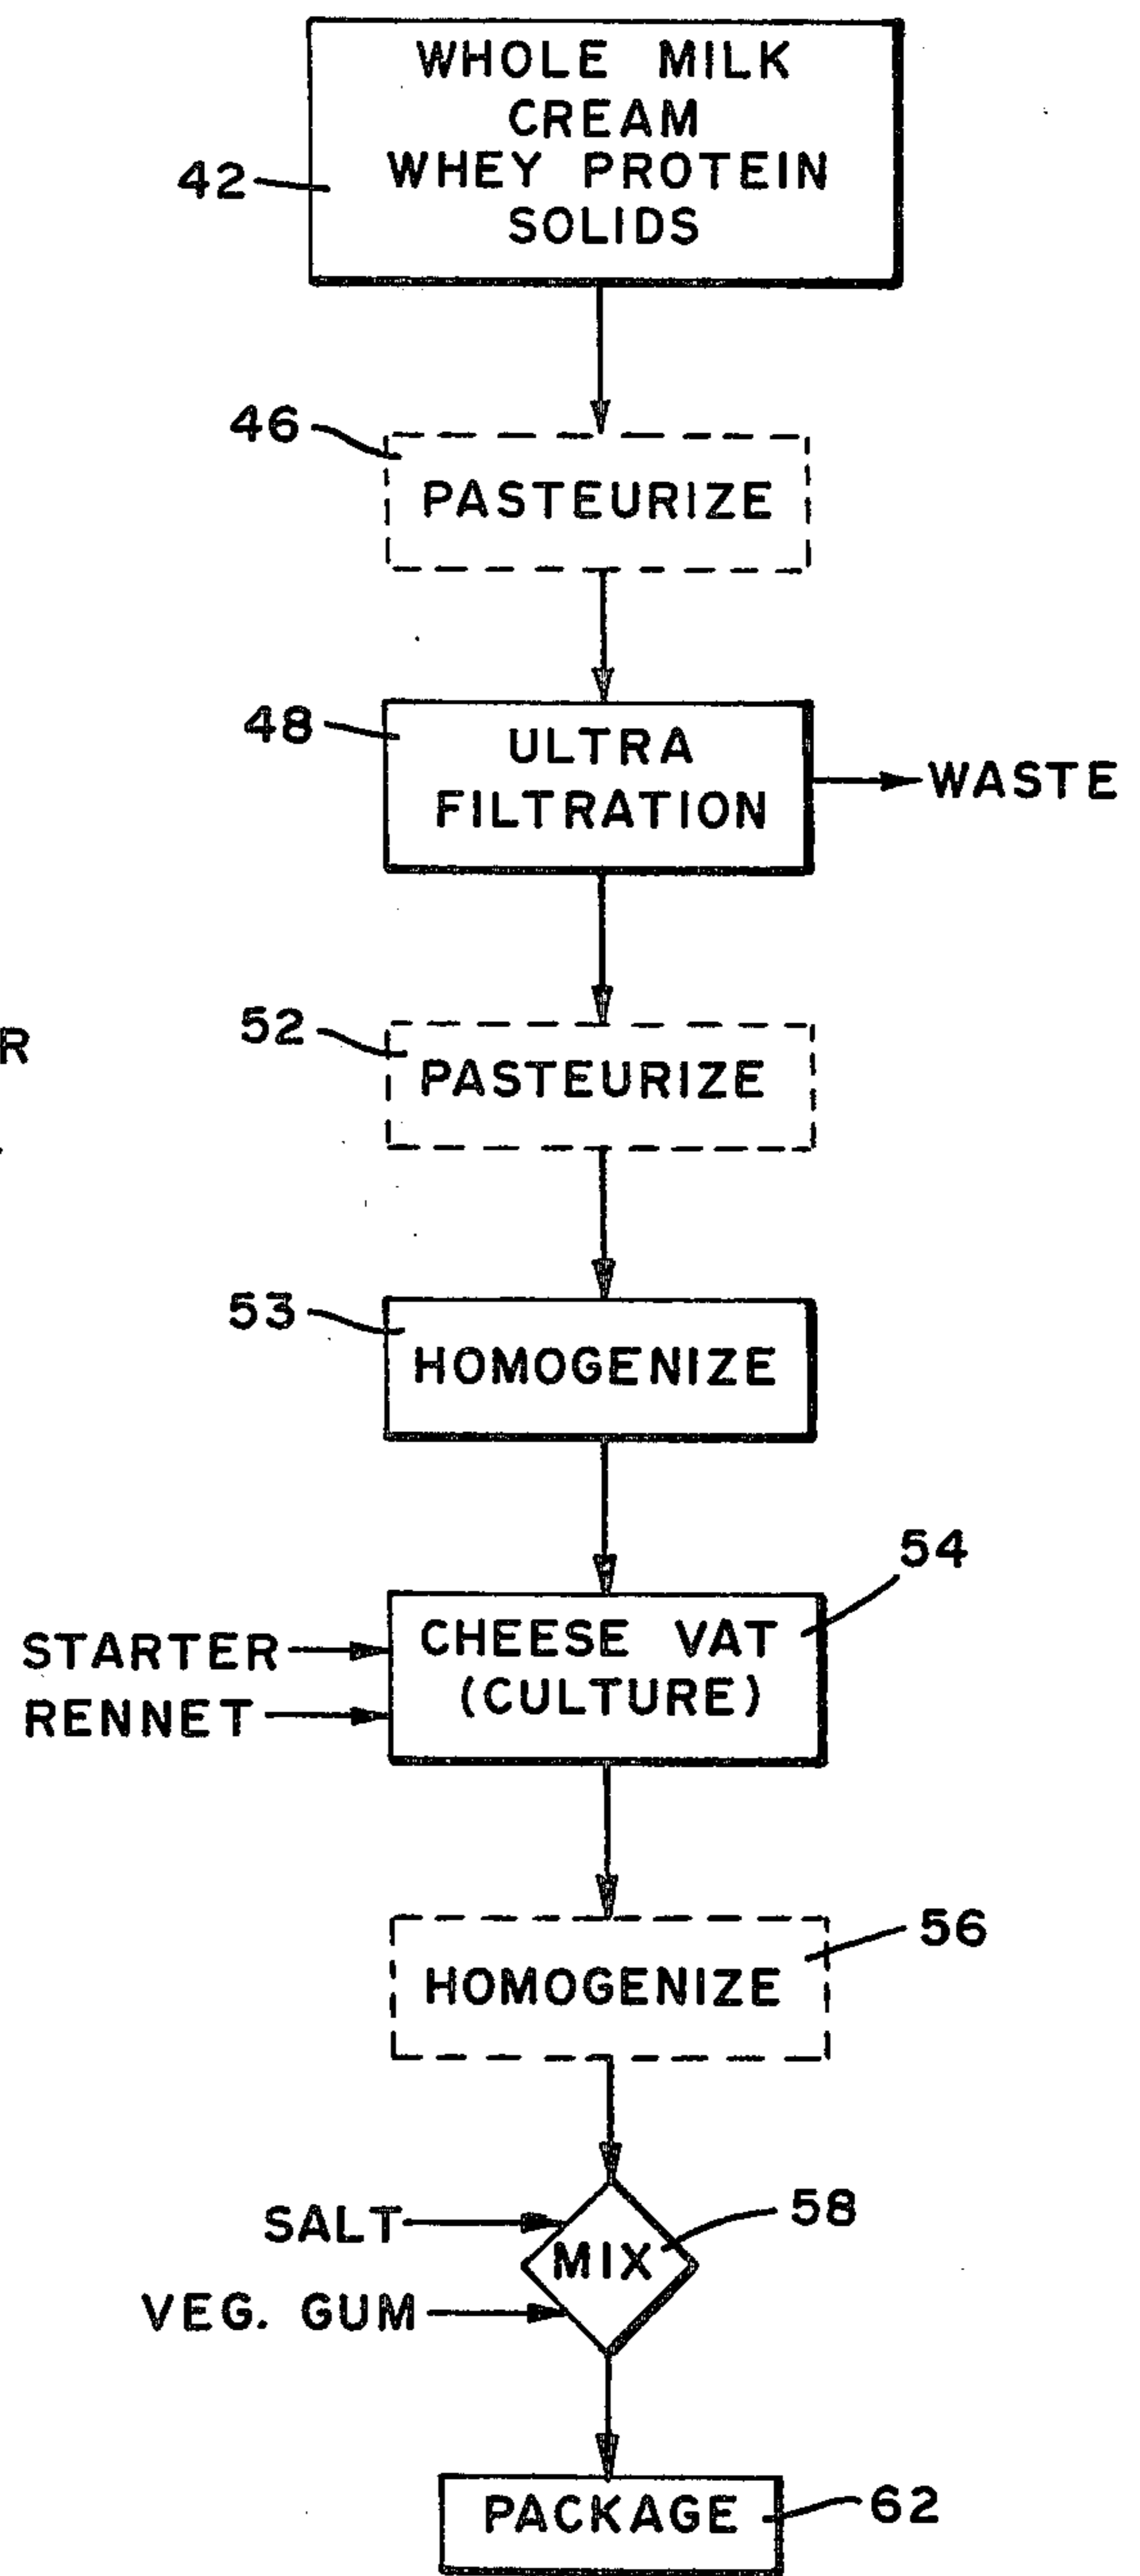 WHOLE MILK
CREAM
WHEY PROTEIN
SOLIDS
42
46
PASTEURIZE
48
ULTRA
FILTRATION
WASTE
52
R
PASTEURIZE
53
HOMOGENIZE
54
STARTER
RENNET
CHEESE VAT
(CULTURE)
56
HOMOGENIZE
SALT
VEG. GUM
MIX
58
PACKAGE
62